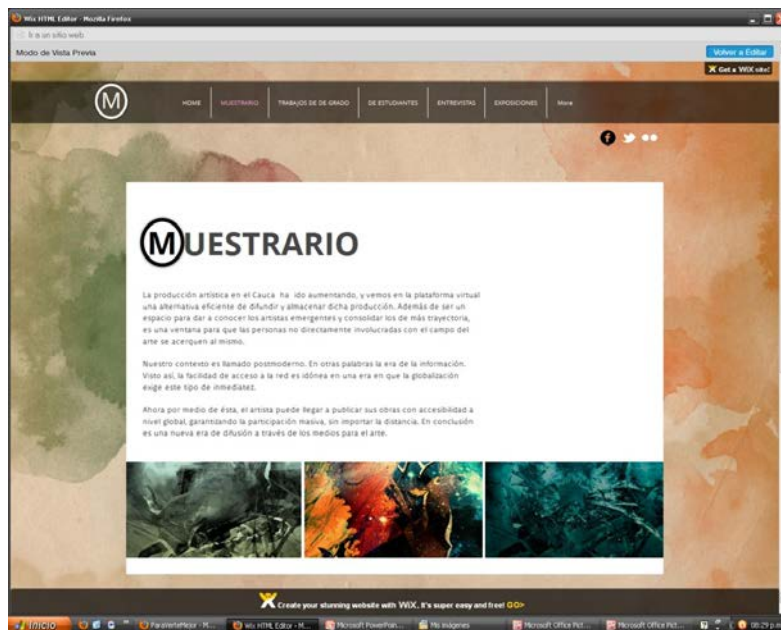 Wix HTML Editor - Mozilla Firefox
Ir a un sitio web
Modo de Vista Previa
Volver a Editar
Get a WIX site!
M
HOME
MUESTRARIO
TRABAJOS DE DE GRADO
DE ESTUDIANTES
ENTREVISTAS
EXPOSICIONES
More
MUESTRARIO
La producción artística en el Cauca ha ido aumentando, y vemos en la plataforma virtual
una alternativa eficiente de difundir y almacenar dicha producción. Además de ser un
espacio para dar a conocer los artistas emergentes y consolidar los de más trayectoria,
es una ventana para que las personas no directamente involucradas con el campo del
arte se acerquen al mismo.
Nuestro contexto es llamado postmoderno. En otras palabras la era de la información.
Visto así, la facilidad de acceso a la red es idónea en una era en que la globalización
exige este tipo de inmediatez.
Ahora por medio de ésta, el artista puede llegar a publicar sus obras con accesibilidad a
nivel global, garantizando la participación masiva, sin importar la distancia. En conclusión
es una nueva era de difusión a través de los medios para el arte.
Create your stunning website with WIX. It's super easy and free! GO>
Inicio
ParaVerteMejor - M...
Wix HTML Editor - M...
Microsoft PowerPoin...
Mis imágenes
Microsoft Office Pict...
Microsoft Office Pict...
08:29 p.m.